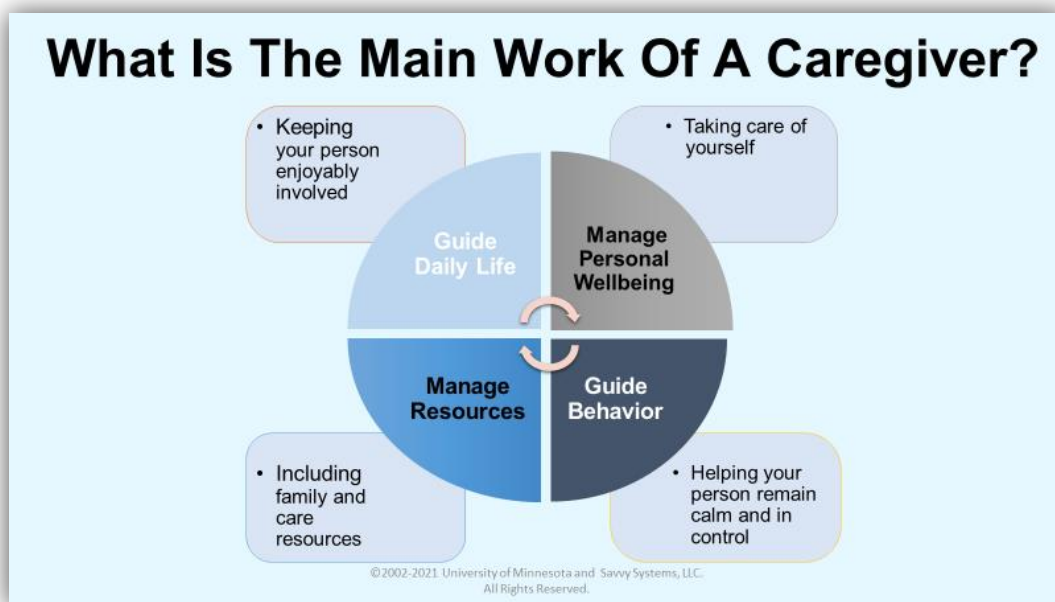 What Is The Main Work Of A Caregiver?
• Keeping
your person
enjoyably
involved
• Taking care of
yourself
Guide
Daily Life
Manage
Personal
Wellbeing
Manage
Resources
Guide
Behavior
• Including
family and
care
resources
• Helping your
person remain
calm and in
control
©2002-2021 University of Minnesota and Savvy Systems, LLC.
All Rights Reserved.